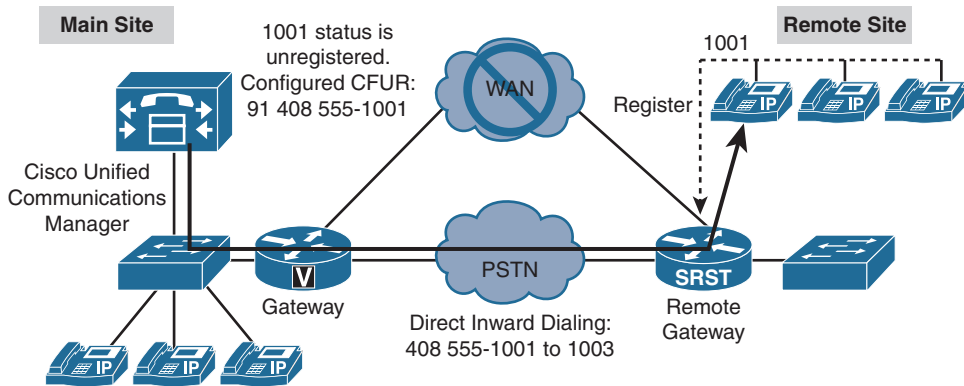 Main Site
Remote Site
1001 status is
unregistered.
Configured CFUR:
91 408 555-1001
WAN
1001
Register
IP
IP
IP
Cisco Unified
Communications
Manager
V
Gateway
PSTN
SRST
Remote
Gateway
Direct Inward Dialing:
408 555-1001 to 1003
IP
IP
IP